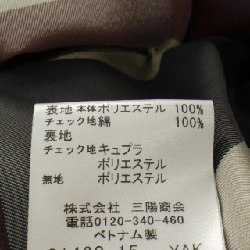 表地 本体 ポリエステル 100%
チェック地 綿 100%
裏地
チェック地 キュプラ
ポリエステル
無地 ポリエステル
株式会社 三陽商会
電話0120-340-460
ベトナム製